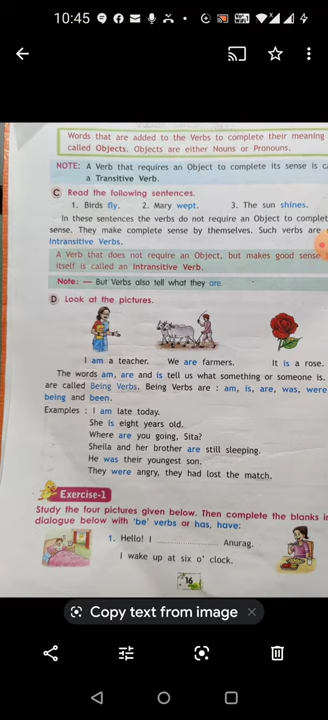 10:45
Words that are added to the Verbs to complete their meaning
called Objects. Objects are either Nouns or Pronouns.
NOTE: A Verb that requires an Object to complete its sense is
a Transitive Verb.
C Read the following sentences.
1. Birds fly. 2. Mary wept. 3. The sun shines.
In these sentences the verbs do not require an Object to complet
sense. They make complete sense by themselves. Such verbs are
Intransitive Verbs.
A Verb that does not require an Object, but makes good sense
itself is called an Intransitive Verb.
Note: — But Verbs also tell what they are.
D Look at the pictures.
I am a teacher. We are farmers. It is a rose.
The words am, are and is tell us what something or someone is.
are called Being Verbs. Being Verbs are : am, is, are, was, were
being and been.
Examples : I am late today.
She is eight years old.
Where are you going, Sita?
Sheila and her brother are still sleeping.
He was their youngest son.
They were angry, they had lost the match.
Exercise-1
Study the four pictures given below. Then complete the blanks in
dialogue below with 'be' verbs or has, have:
1. Hello! I .................... Anurag.
I wake up at six o' clock.
16
Copy text from image